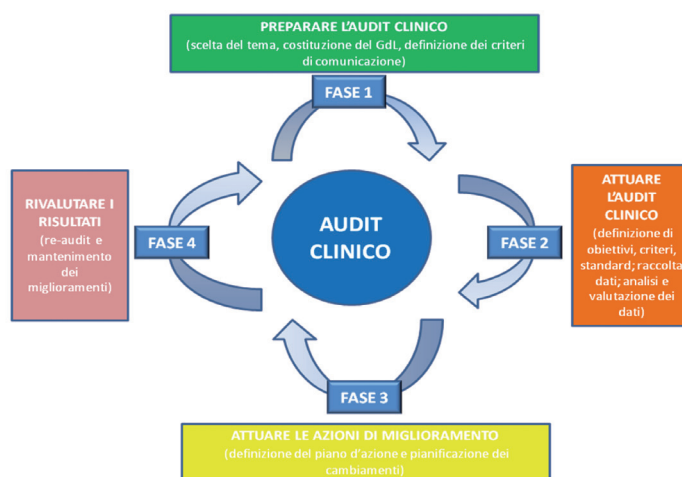 PREPARARE L'AUDIT CLINICO
(scelta del tema, costituzione del GdL, definizione dei criteri
di comunicazione)
FASE 1
ATTUARE
L'AUDIT
CLINICO
(definizione di
obiettivi, criteri,
standard; raccolta
dati; analisi e
valutazione dei
dati)
FASE 2
AUDIT
CLINICO
RIVALUTARE I
RISULTATI
(re-audit e
mantenimento
dei
miglioramenti)
FASE 4
FASE 3
ATTUARE LE AZIONI DI MIGLIORAMENTO
(definizione del piano d'azione e pianificazione dei
cambiamenti)